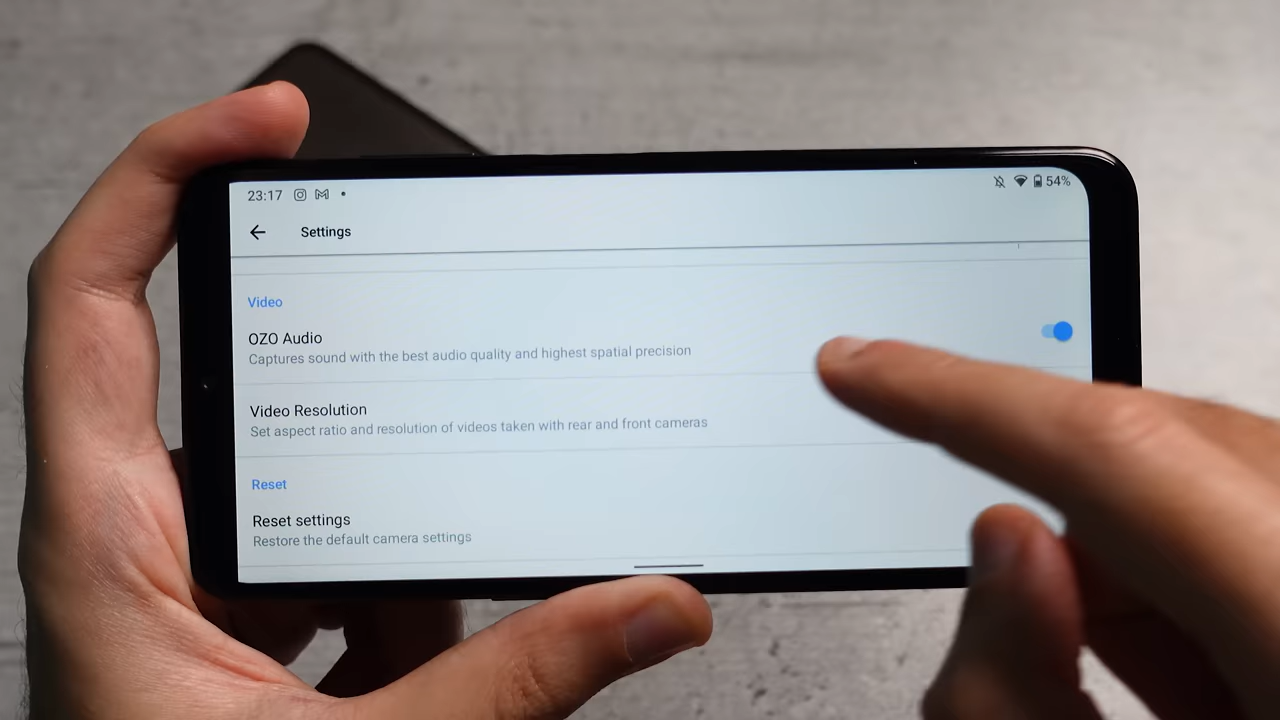 23:17
54%
Settings
Video
OZO Audio
Captures sound with the best audio quality and highest spatial precision
Video Resolution
Set aspect ratio and resolution of videos taken with rear and front cameras
Reset
Reset settings
Restore the default camera settings